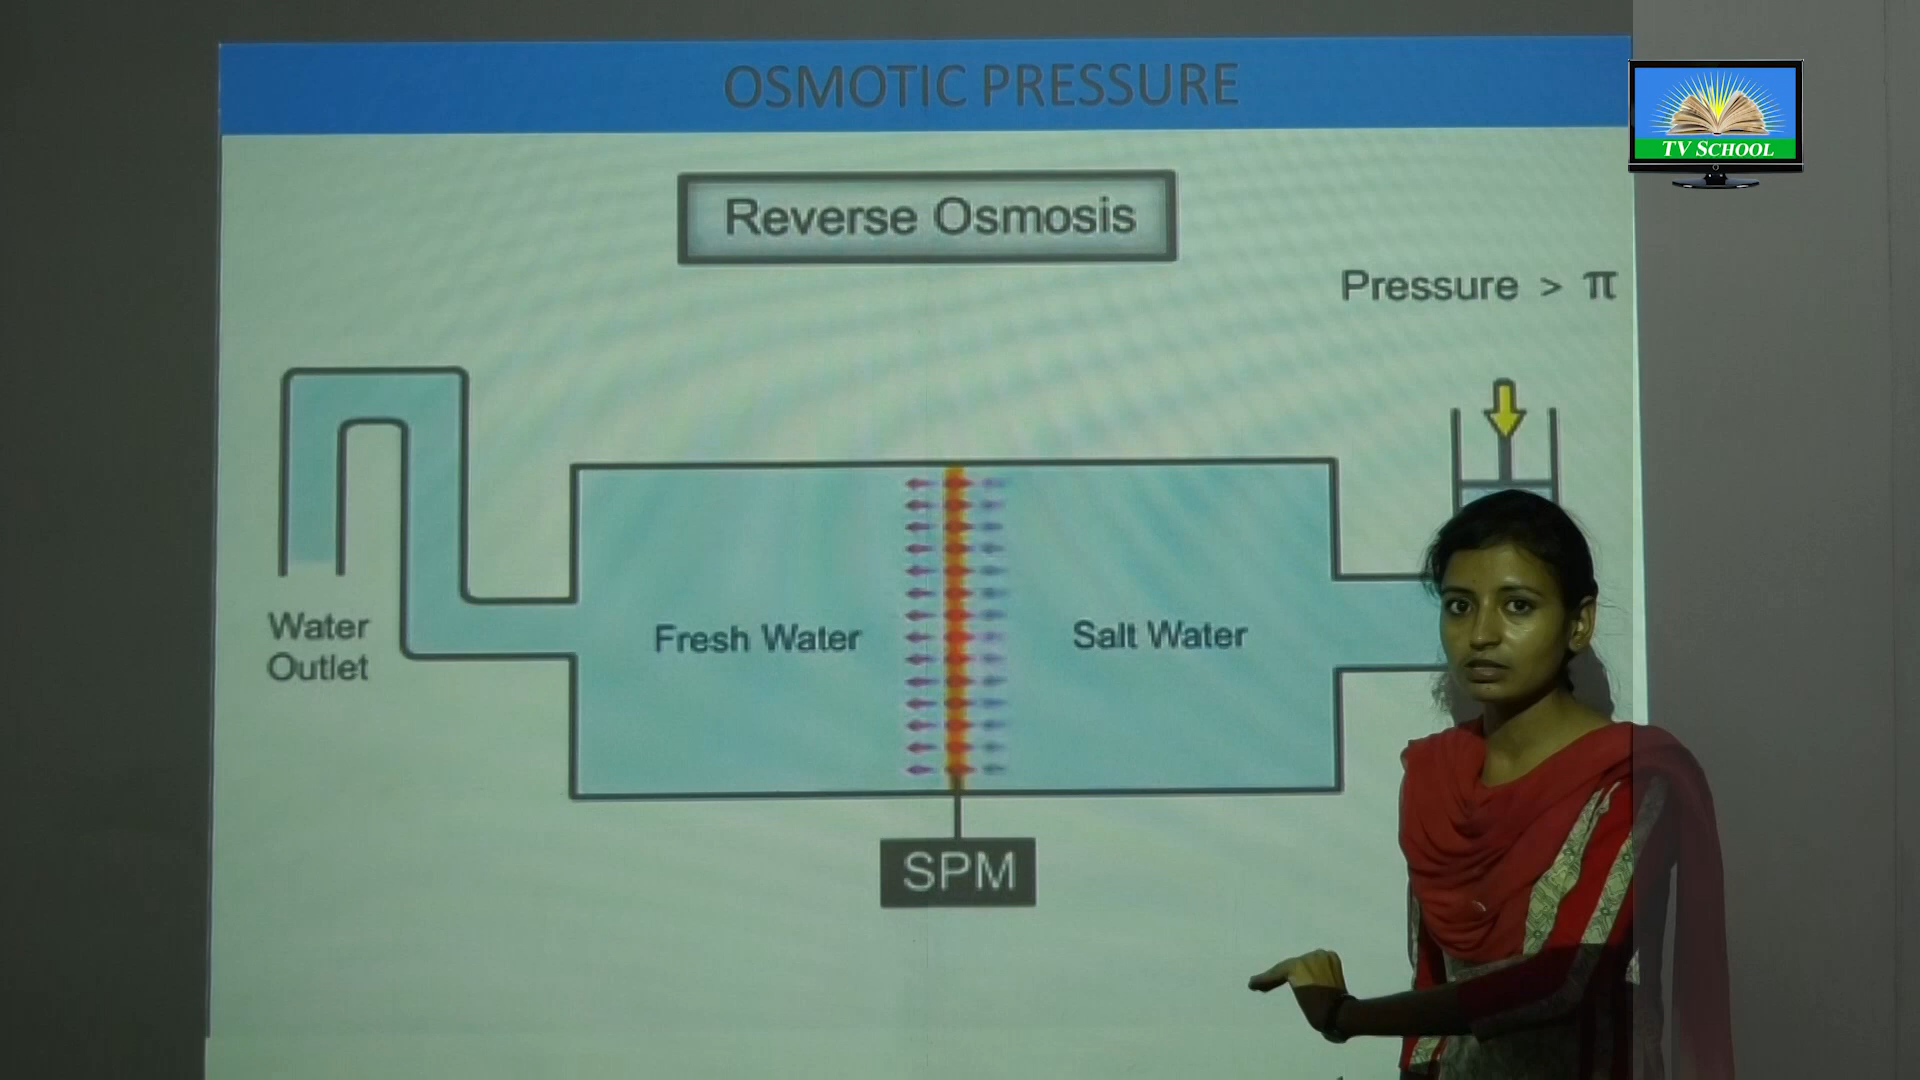 OSMOTIC PRESSURE
TV SCHOOL
Reverse Osmosis
Pressure > π
Water
Outlet
Fresh Water
Salt Water
SPM